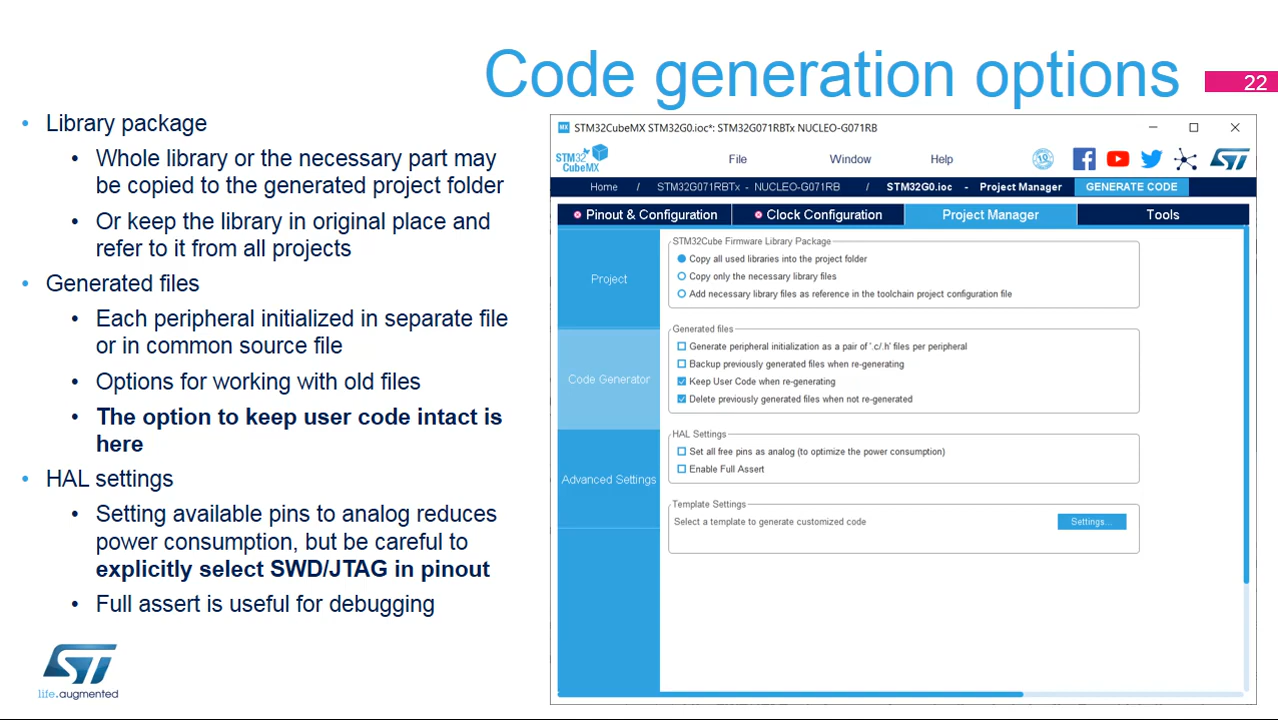 Code generation options
22
• Library package
• Whole library or the necessary part may
be copied to the generated project folder
• Or keep the library in original place and
refer to it from all projects
• Generated files
• Each peripheral initialized in separate file
or in common source file
• Options for working with old files
• The option to keep user code intact is
here
• HAL settings
• Setting available pins to analog reduces
power consumption, but be careful to
explicitly select SWD/JTAG in pinout
• Full assert is useful for debugging
ST
life.augmented
MX STM32CubeMX STM32G0.ioc*: STM32G071RBTx NUCLEO-G071RB
STM32
CubeMX
File Window Help
10
ST
Home / STM32G071RBTx - NUCLEO-G071RB / STM32G0.ioc - Project Manager GENERATE CODE
Pinout & Configuration Clock Configuration Project Manager Tools
Project
Code Generator
Advanced Settings
STM32Cube Firmware Library Package
Copy all used libraries into the project folder
Copy only the necessary library files
Add necessary library files as reference in the toolchain project configuration file
Generated files
Generate peripheral initialization as a pair of '.c/.h' files per peripheral
Backup previously generated files when re-generating
Keep User Code when re-generating
Delete previously generated files when not re-generated
HAL Settings
Set all free pins as analog (to optimize the power consumption)
Enable Full Assert
Template Settings
Select a template to generate customized code Settings...